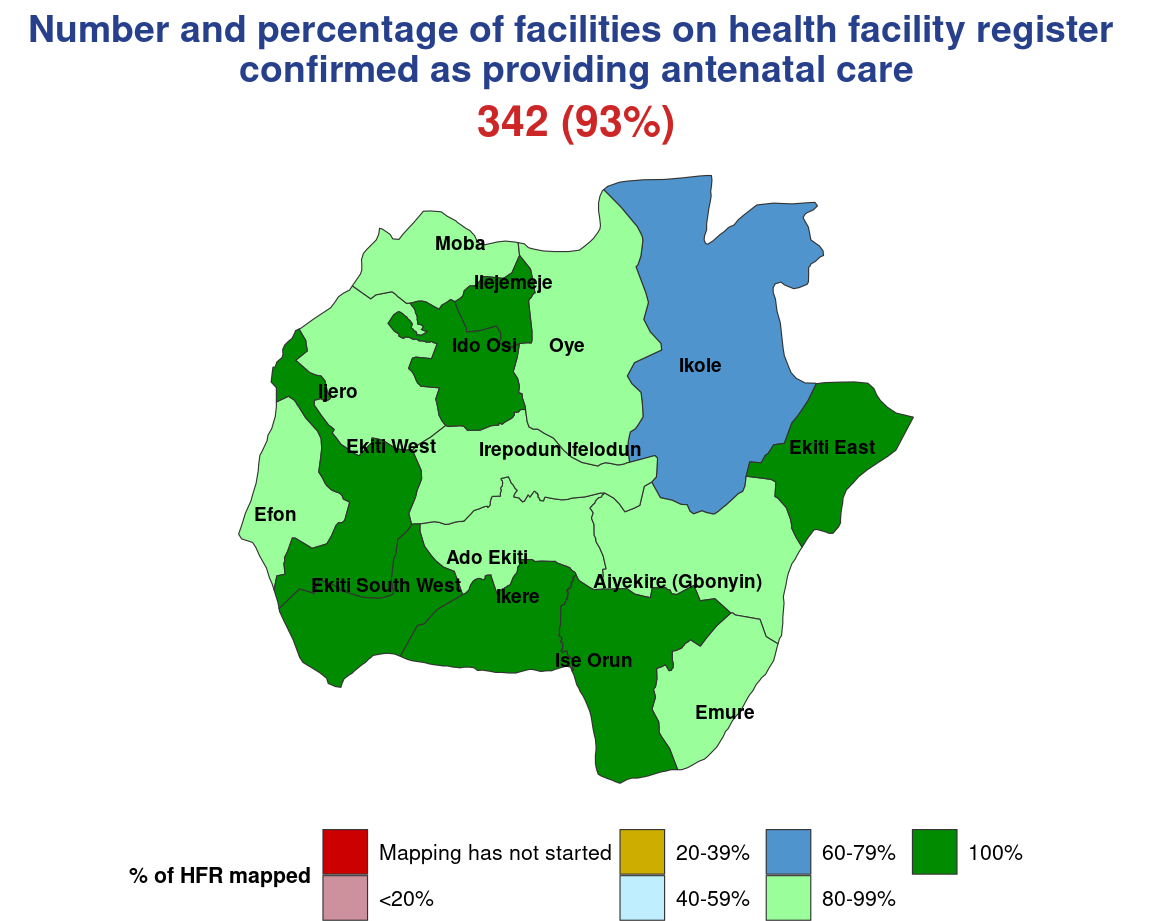 Number and percentage of facilities on health facility register
confirmed as providing antenatal care
342 (93%)
Moba
Ilejemeje
Ido Osi
Oye
Ikole
Ijero
Ekiti West
Irepodun Ifelodun
Ekiti East
Efon
Ado Ekiti
Ekiti South West
Ikere
Aiyekire (Gbonyin)
Ise Orun
Emure
% of HFR mapped
Mapping has not started
20-39%
60-79%
100%
<20%
40-59%
80-99%